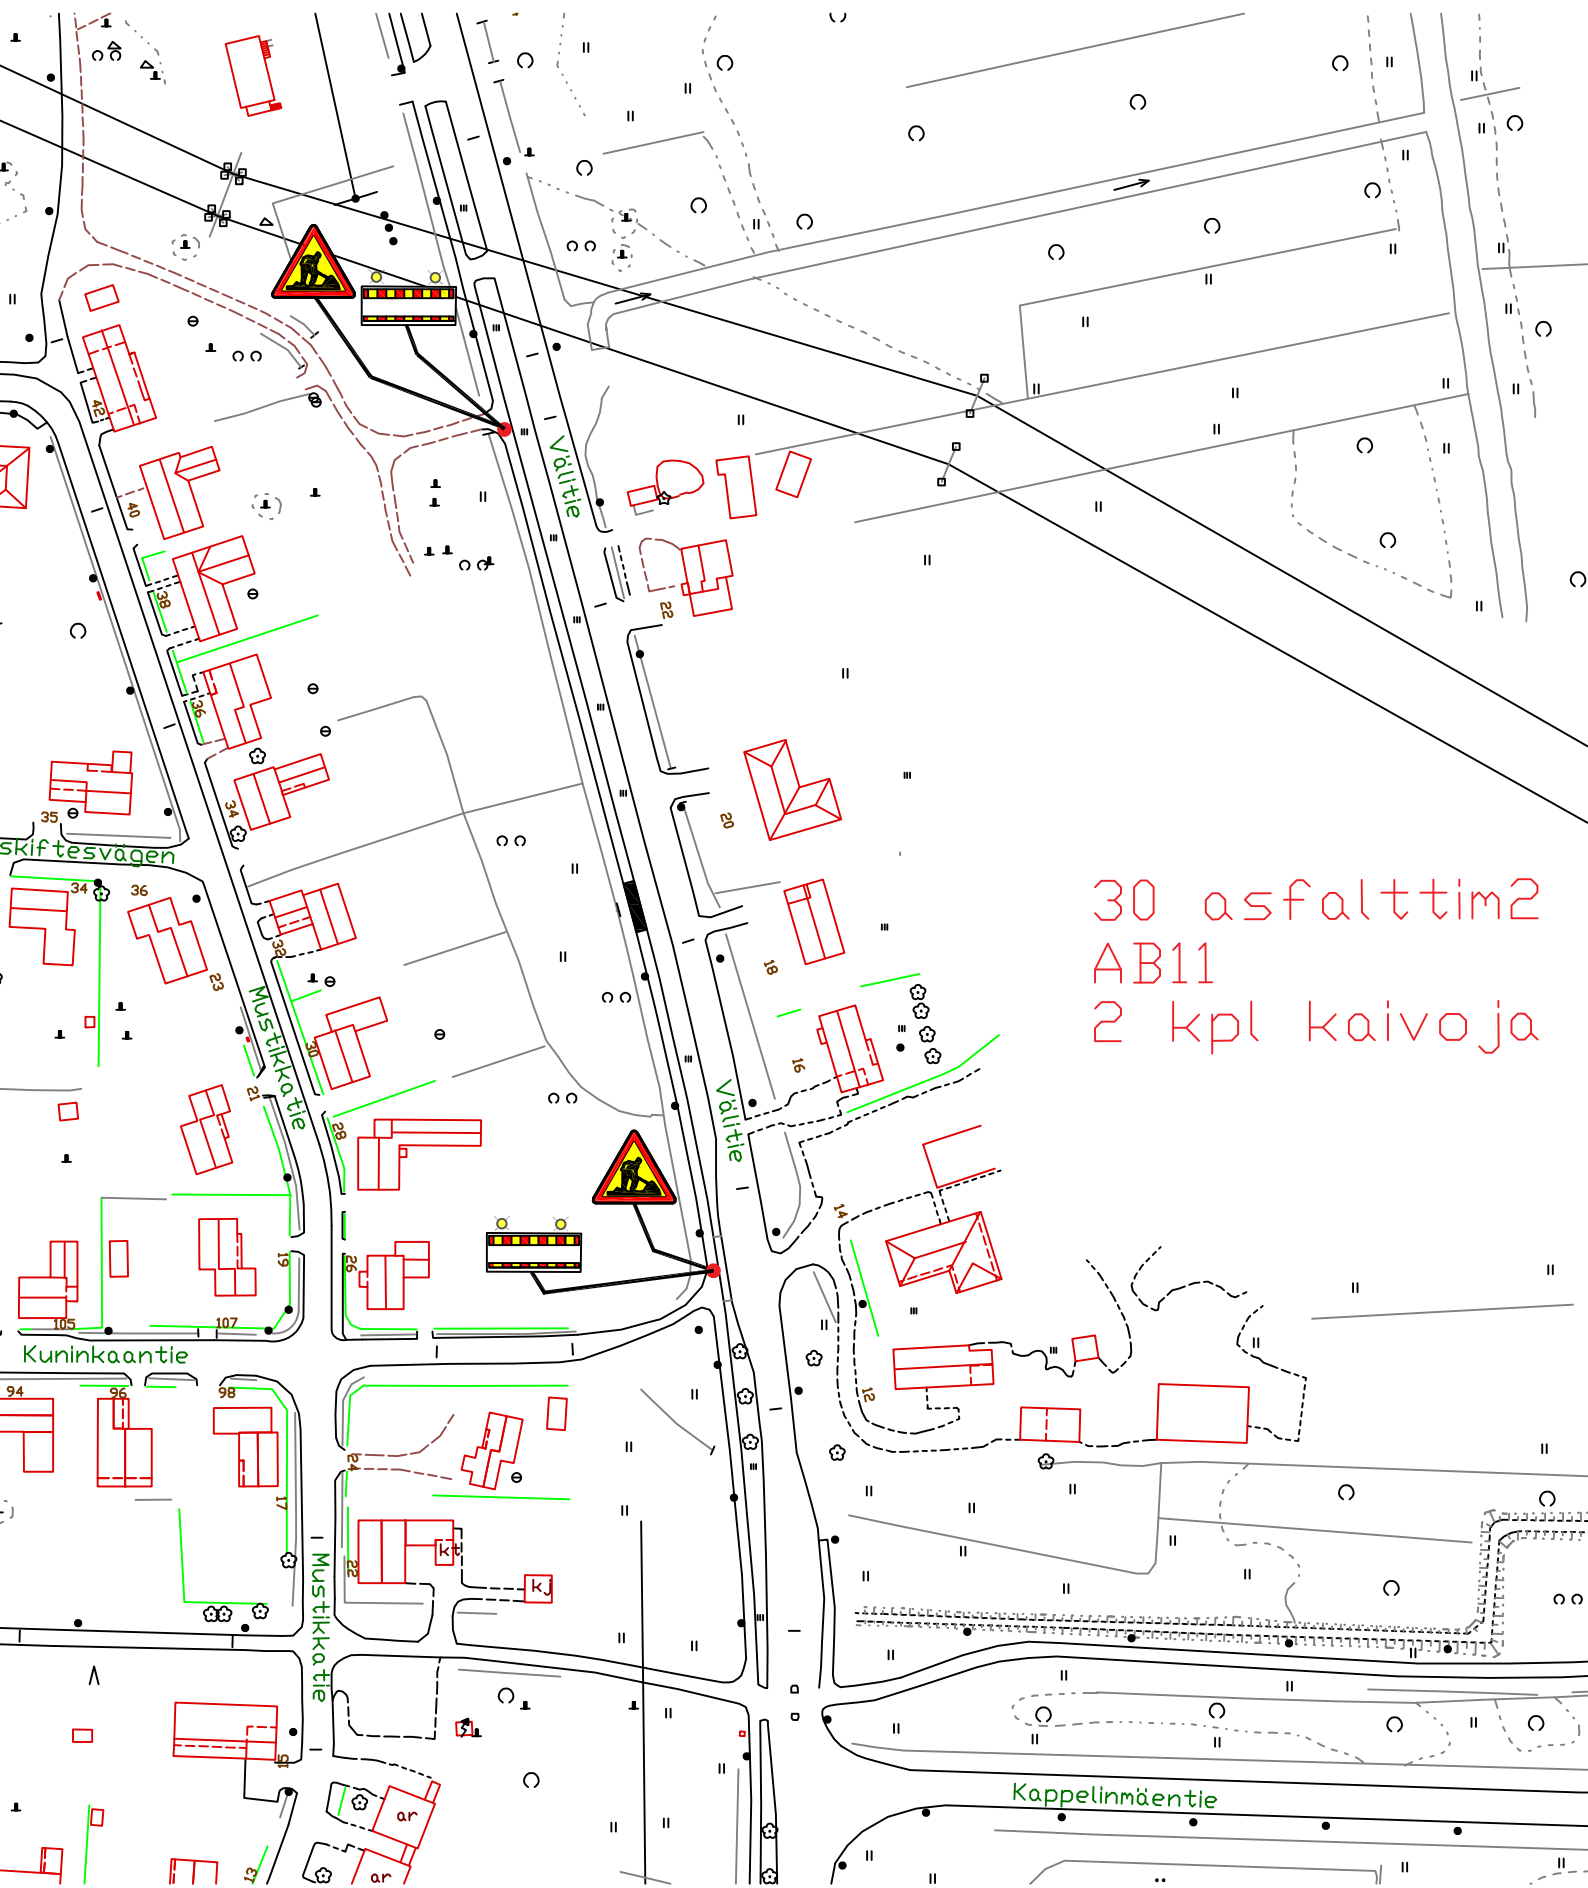 42
Välitie
40
38
22
36
34
20
35
skiftesvägen
34
36
32
23
18
30 asfalttim2
AB11
2 kpl kaivoja
Mustikkatie
30
16
21
28
Välitie
14
19
26
105
107
Kuninkaantie
94
96
98
12
24
17
22
kt
kj
Mustikkatie
15
Kappelinmäentie
ar
13
ar